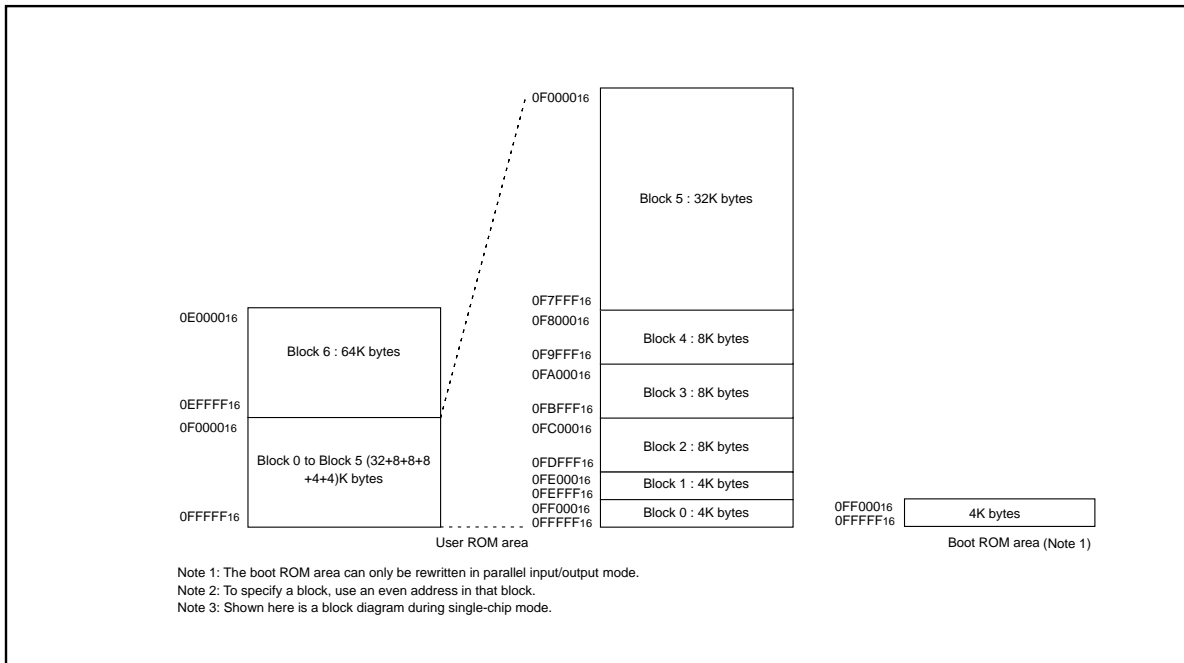 0F000016
Block 5 : 32K bytes
0F7FFF16
0E000016
Block 6 : 64K bytes
0EFFFF16
0F000016
Block 0 to Block 5 (32+8+8+8
+4+4)K bytes
0FFFFF16
0F800016
Block 4 : 8K bytes
0F9FFF16
0FA00016
Block 3 : 8K bytes
0FBFFF16
0FC00016
Block 2 : 8K bytes
0FDFFF16
0FE00016
Block 1 : 4K bytes
0FEFFF16
0FF00016
Block 0 : 4K bytes
0FFFFF16
User ROM area
0FF00016
4K bytes
0FFFFF16
Boot ROM area (Note 1)
Note 1: The boot ROM area can only be rewritten in parallel input/output mode.
Note 2: To specify a block, use an even address in that block.
Note 3: Shown here is a block diagram during single-chip mode.